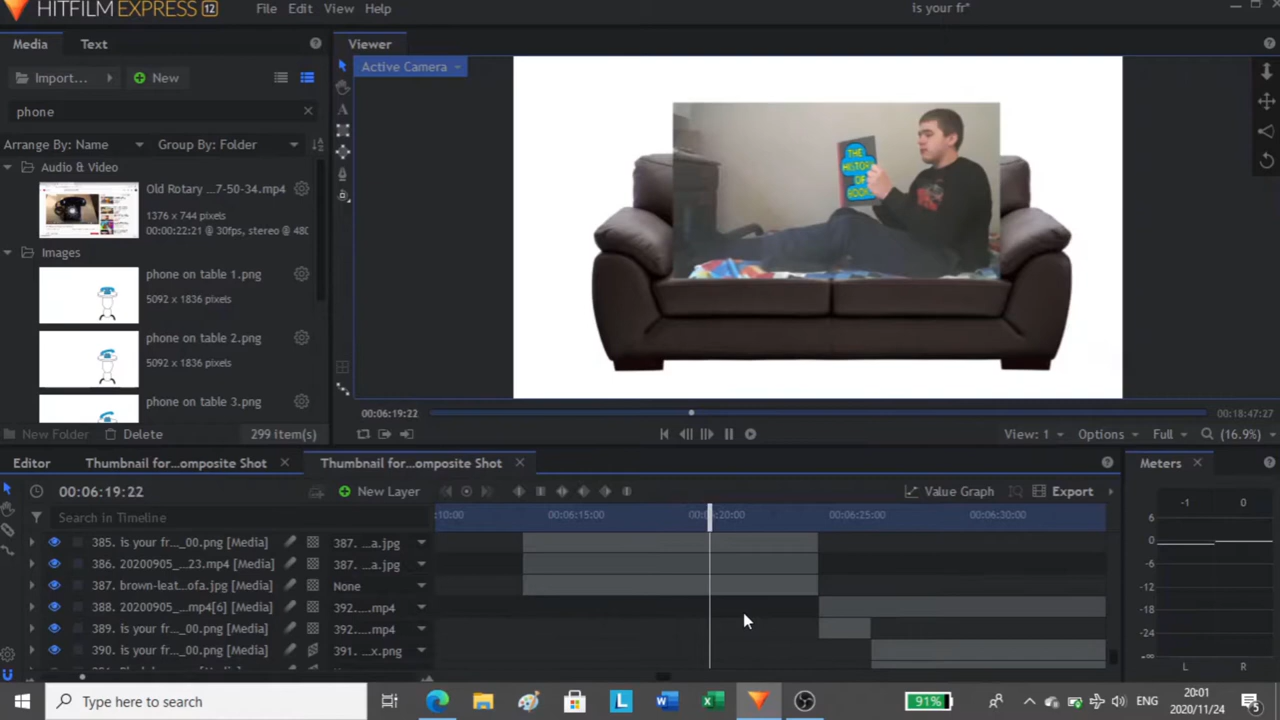 HITFILM EXPRESS 12 File Edit View Help is your fr*
Media Text Viewer
Import... New Active Camera
phone
Arrange By: Name Group By: Folder
Audio & Video
Old Rotary ...7-50-34.mp4
1376 x 744 pixels
00:00:22:21 @ 30fps, stereo @ 480
Images
phone on table 1.png
5092 x 1836 pixels
phone on table 2.png
5092 x 1836 pixels
phone on table 3.png
New Folder Delete 299 item(s)
THE
HISTORY
OF
BOOKS
00:06:19:22 00:18:47:27
View: 1 Options Full (16.9%)
Editor Thumbnail for...omposite Shot Thumbnail for...omposite Shot Meters
00:06:19:22 New Layer Value Graph Export -1 0
Search in Timeline :10:00 00:06:15:00 00:06:20:00 00:06:25:00 00:06:30:00
385. is your fr..._00.png [Media] 387. ...a.jpg
386. 20200905_...23.mp4 [Media] 387. ...a.jpg
387. brown-leat...ofa.jpg [Media] None
388. 20200905_...mp4[6] [Media] 392. ....mp4
389. is your fr..._00.png [Media] 392. ....mp4
390. is your fr..._00.png [Media] 391. ...x.png
6
0
-6
-12
-18
-24
-∞
L R
Type here to search 91% ENG 20:01
2020/11/24 5